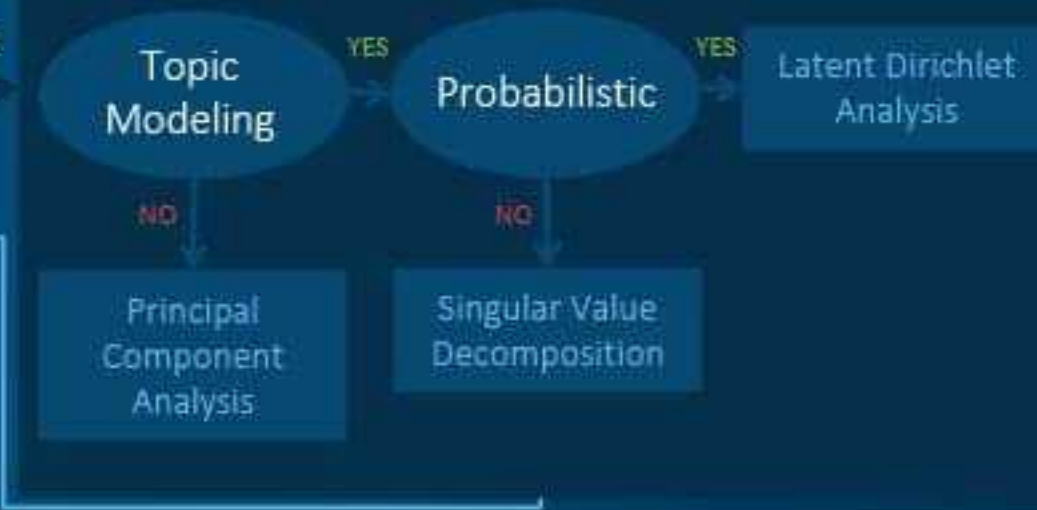 Topic
Modeling
YES
Probabilistic
YES
Latent Dirichlet
Analysis
NO
NO
Principal
Component
Analysis
Singular Value
Decomposition